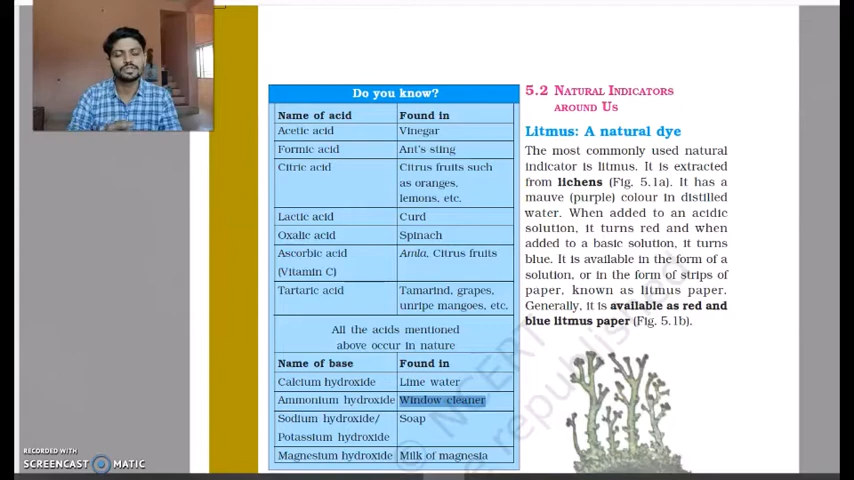 Do you know?
Name of acid Found in
Acetic acid Vinegar
Formic acid Ant's sting
Citric acid Citrus fruits such
as oranges,
lemons, etc.
Lactic acid Curd
Oxalic acid Spinach
Ascorbic acid Amla, Citrus fruits
(Vitamin C)
Tartaric acid Tamarind, grapes,
unripe mangoes, etc.
All the acids mentioned
above occur in nature
Name of base Found in
Calcium hydroxide Lime water
Ammonium hydroxide Window cleaner
Sodium hydroxide/ Soap
Potassium hydroxide
Magnesium hydroxide Milk of magnesia
5.2 NATURAL INDICATORS
AROUND US
Litmus: A natural dye
The most commonly used natural
indicator is litmus. It is extracted
from lichens (Fig. 5.1a). It has a
mauve (purple) colour in distilled
water. When added to an acidic
solution, it turns red and when
added to a basic solution, it turns
blue. It is available in the form of a
solution, or in the form of strips of
paper, known as litmus paper.
Generally, it is available as red and
blue litmus paper (Fig. 5.1b).
© NCERT
republished
RECORDED WITH
SCREENCAST MATIC